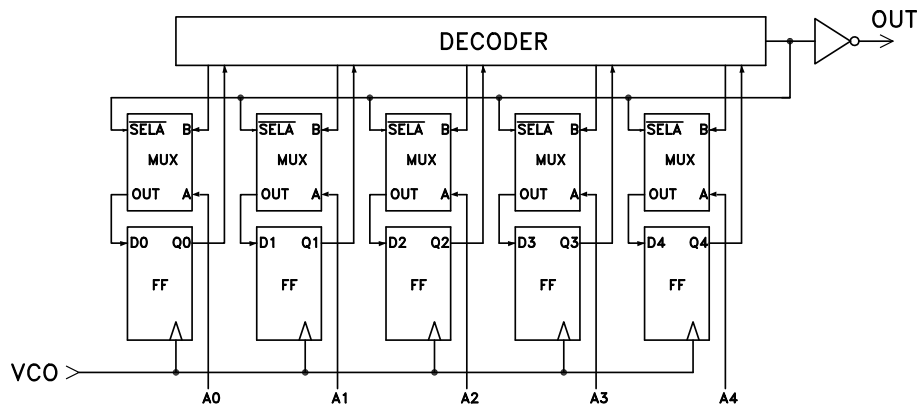 DECODER OUT
SELA B SELA B SELA B SELA B SELA B
MUX MUX MUX MUX MUX
OUT A OUT A OUT A OUT A OUT A
D0 Q0 D1 Q1 D2 Q2 D3 Q3 D4 Q4
FF FF FF FF FF
VCO
A0 A1 A2 A3 A4